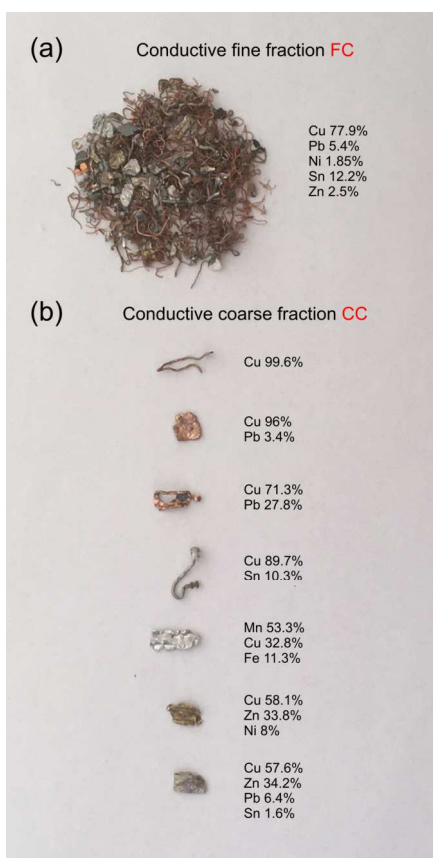 (a) Conductive fine fraction FC
Cu 77.9%
Pb 5.4%
Ni 1.85%
Sn 12.2%
Zn 2.5%
(b) Conductive coarse fraction CC
Cu 99.6%
Cu 96%
Pb 3.4%
Cu 71.3%
Pb 27.8%
Cu 89.7%
Sn 10.3%
Mn 53.3%
Cu 32.8%
Fe 11.3%
Cu 58.1%
Zn 33.8%
Ni 8%
Cu 57.6%
Zn 34.2%
Pb 6.4%
Sn 1.6%